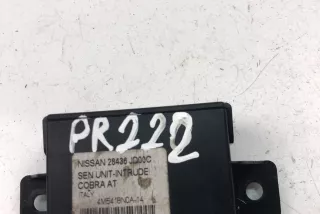 PR222
NISSAN 28436 JD00C
SEN UNIT-INTRUDE
COBRA AT
ITALY